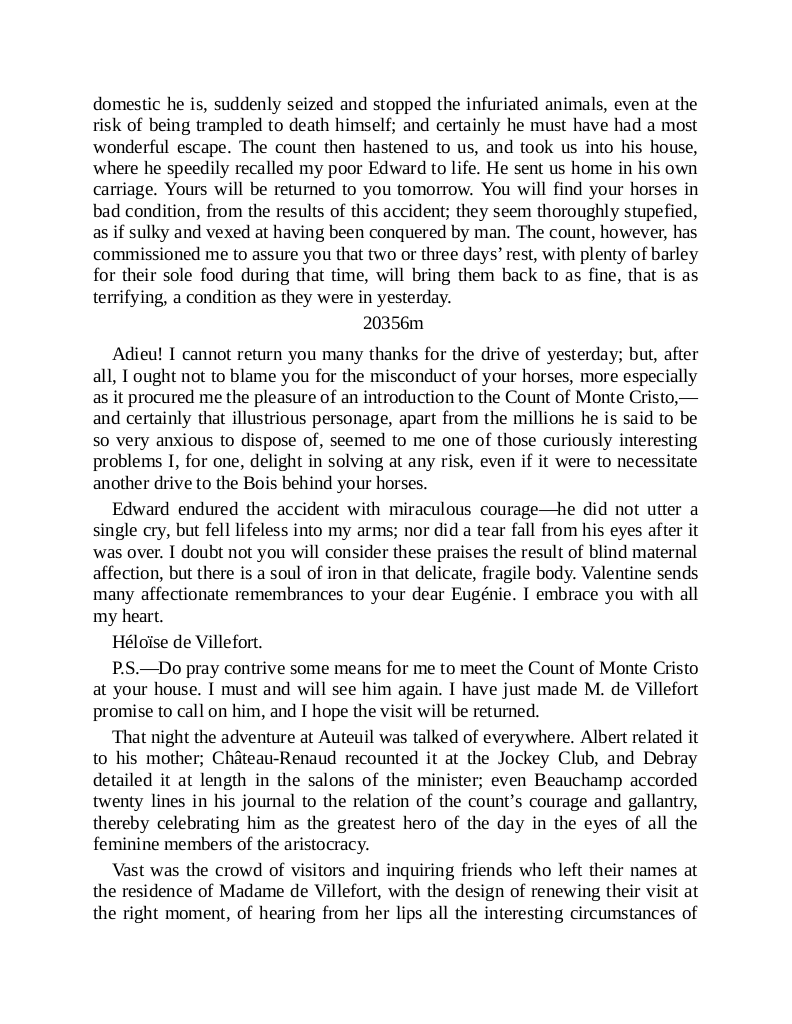 domestic he is, suddenly seized and stopped the infuriated animals, even at the
risk of being trampled to death himself; and certainly he must have had a most
wonderful escape. The count then hastened to us, and took us into his house,
where he speedily recalled my poor Edward to life. He sent us home in his own
carriage. Yours will be returned to you tomorrow. You will find your horses in
bad condition, from the results of this accident; they seem thoroughly stupefied,
as if sulky and vexed at having been conquered by man. The count, however, has
commissioned me to assure you that two or three days’ rest, with plenty of barley
for their sole food during that time, will bring them back to as fine, that is as
terrifying, a condition as they were in yesterday.
20356m
Adieu! I cannot return you many thanks for the drive of yesterday; but, after
all, I ought not to blame you for the misconduct of your horses, more especially
as it procured me the pleasure of an introduction to the Count of Monte Cristo,—
and certainly that illustrious personage, apart from the millions he is said to be
so very anxious to dispose of, seemed to me one of those curiously interesting
problems I, for one, delight in solving at any risk, even if it were to necessitate
another drive to the Bois behind your horses.
Edward endured the accident with miraculous courage—he did not utter a
single cry, but fell lifeless into my arms; nor did a tear fall from his eyes after it
was over. I doubt not you will consider these praises the result of blind maternal
affection, but there is a soul of iron in that delicate, fragile body. Valentine sends
many affectionate remembrances to your dear Eugénie. I embrace you with all
my heart.
Héloïse de Villefort.
P.S.—Do pray contrive some means for me to meet the Count of Monte Cristo
at your house. I must and will see him again. I have just made M. de Villefort
promise to call on him, and I hope the visit will be returned.
That night the adventure at Auteuil was talked of everywhere. Albert related it
to his mother; Château-Renaud recounted it at the Jockey Club, and Debray
detailed it at length in the salons of the minister; even Beauchamp accorded
twenty lines in his journal to the relation of the count’s courage and gallantry,
thereby celebrating him as the greatest hero of the day in the eyes of all the
feminine members of the aristocracy.
Vast was the crowd of visitors and inquiring friends who left their names at
the residence of Madame de Villefort, with the design of renewing their visit at
the right moment, of hearing from her lips all the interesting circumstances of